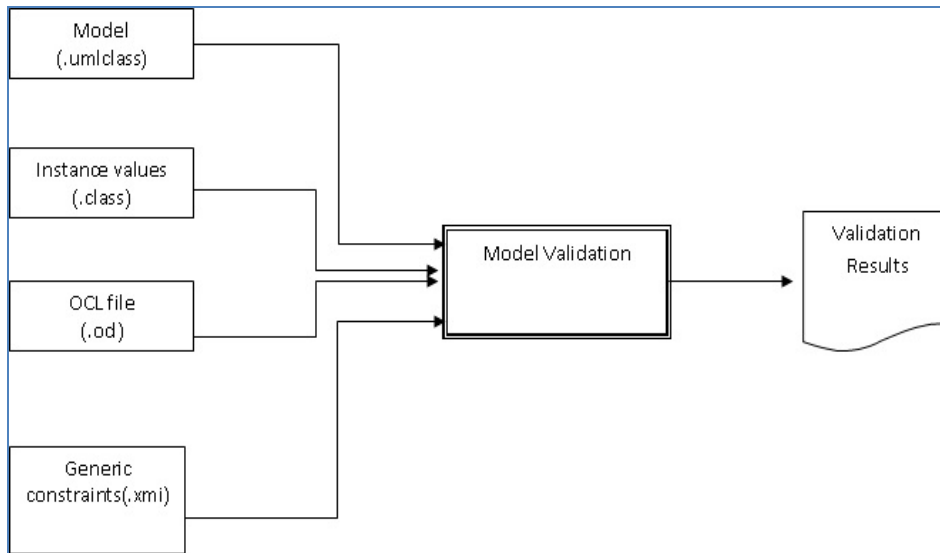 Model
(.umlclass)
Instance values
(.class)
OCL file
(.od)
Generic
constraints(.xmi)
Model Validation
Validation
Results